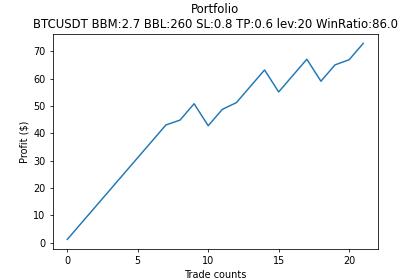 Portfolio
BTCUSDT BBM:2.7 BBL:260 SL:0.8 TP:0.6 lev:20 WinRatio:86.0
70
60
50
40
30
20
10
0
Profit ($)
0 5 10 15 20
Trade counts